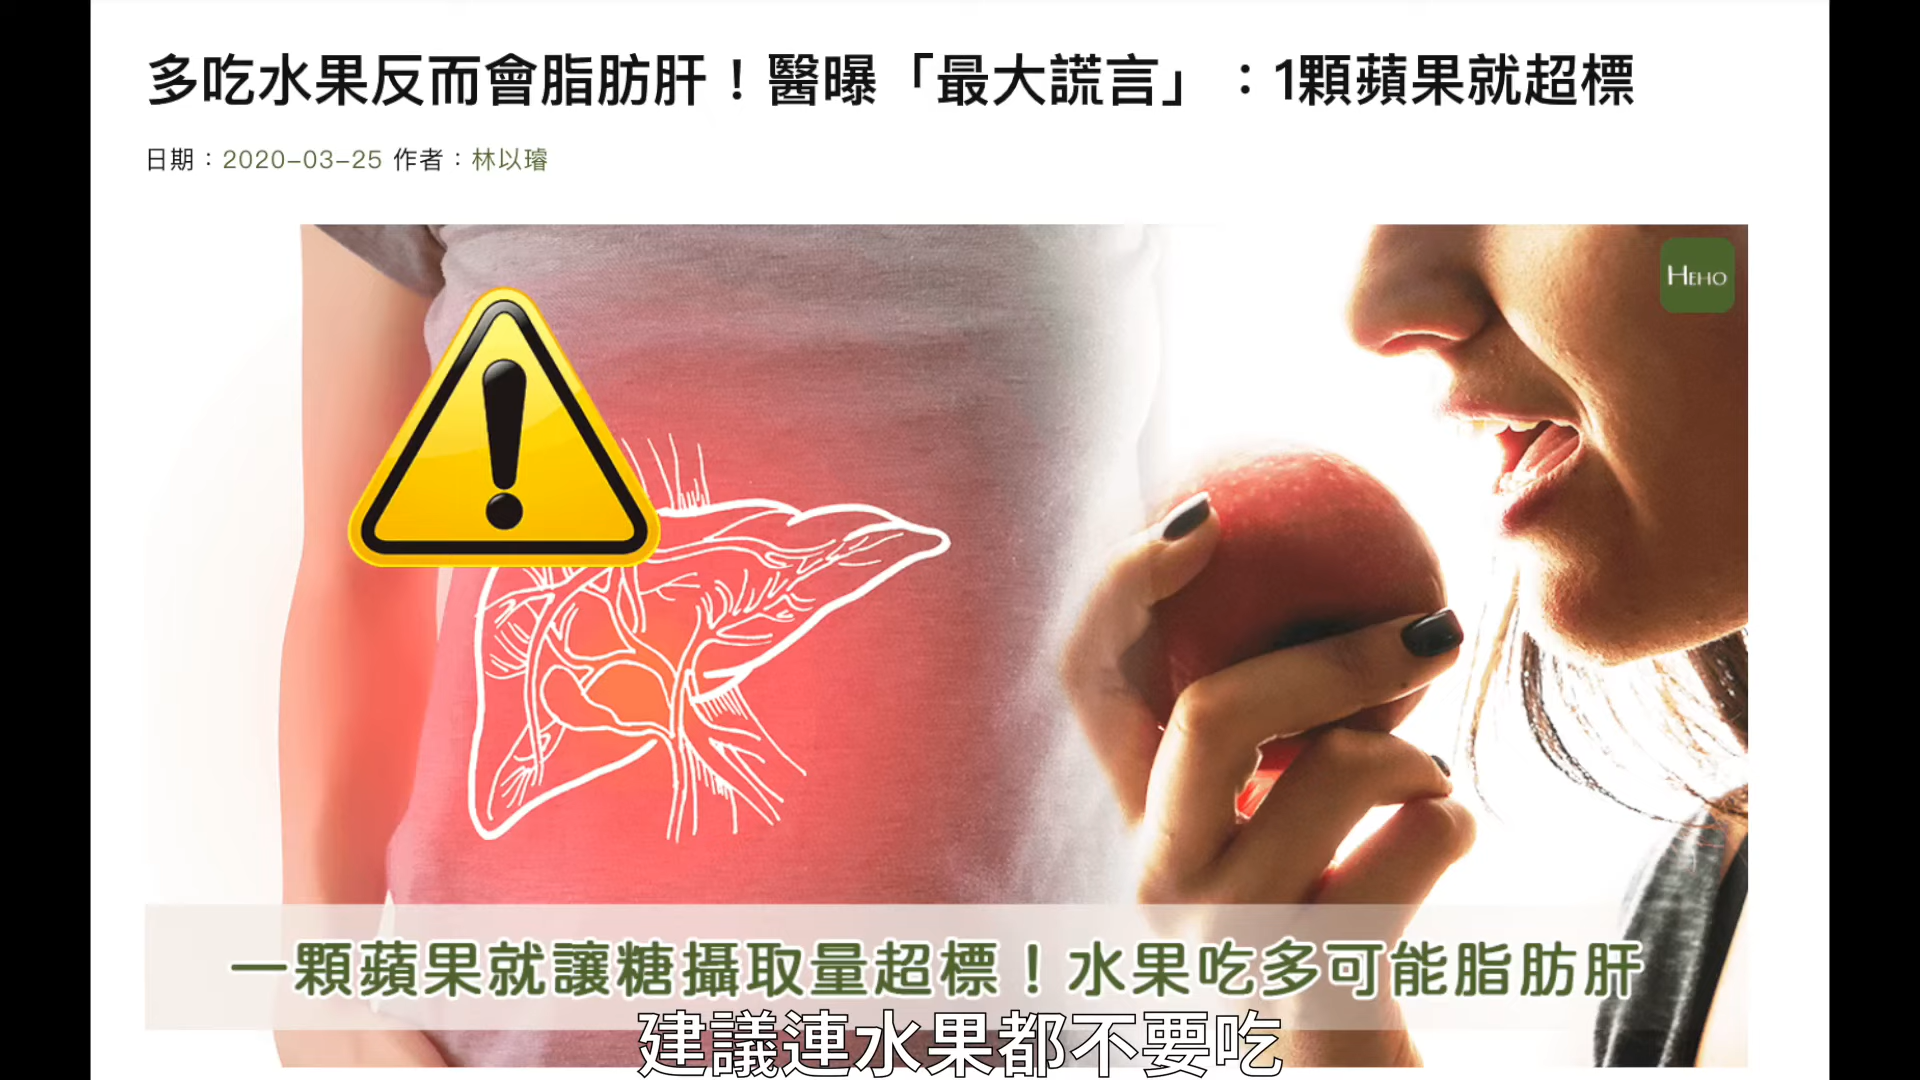 多吃水果反而會脂肪肝！醫曝「最大謊言」：1顆蘋果就超標
日期：2020-03-25 作者：林以璿
HEHO
一顆蘋果就讓糖攝取量超標！水果吃多可能脂肪肝
建議連水果都不要吃